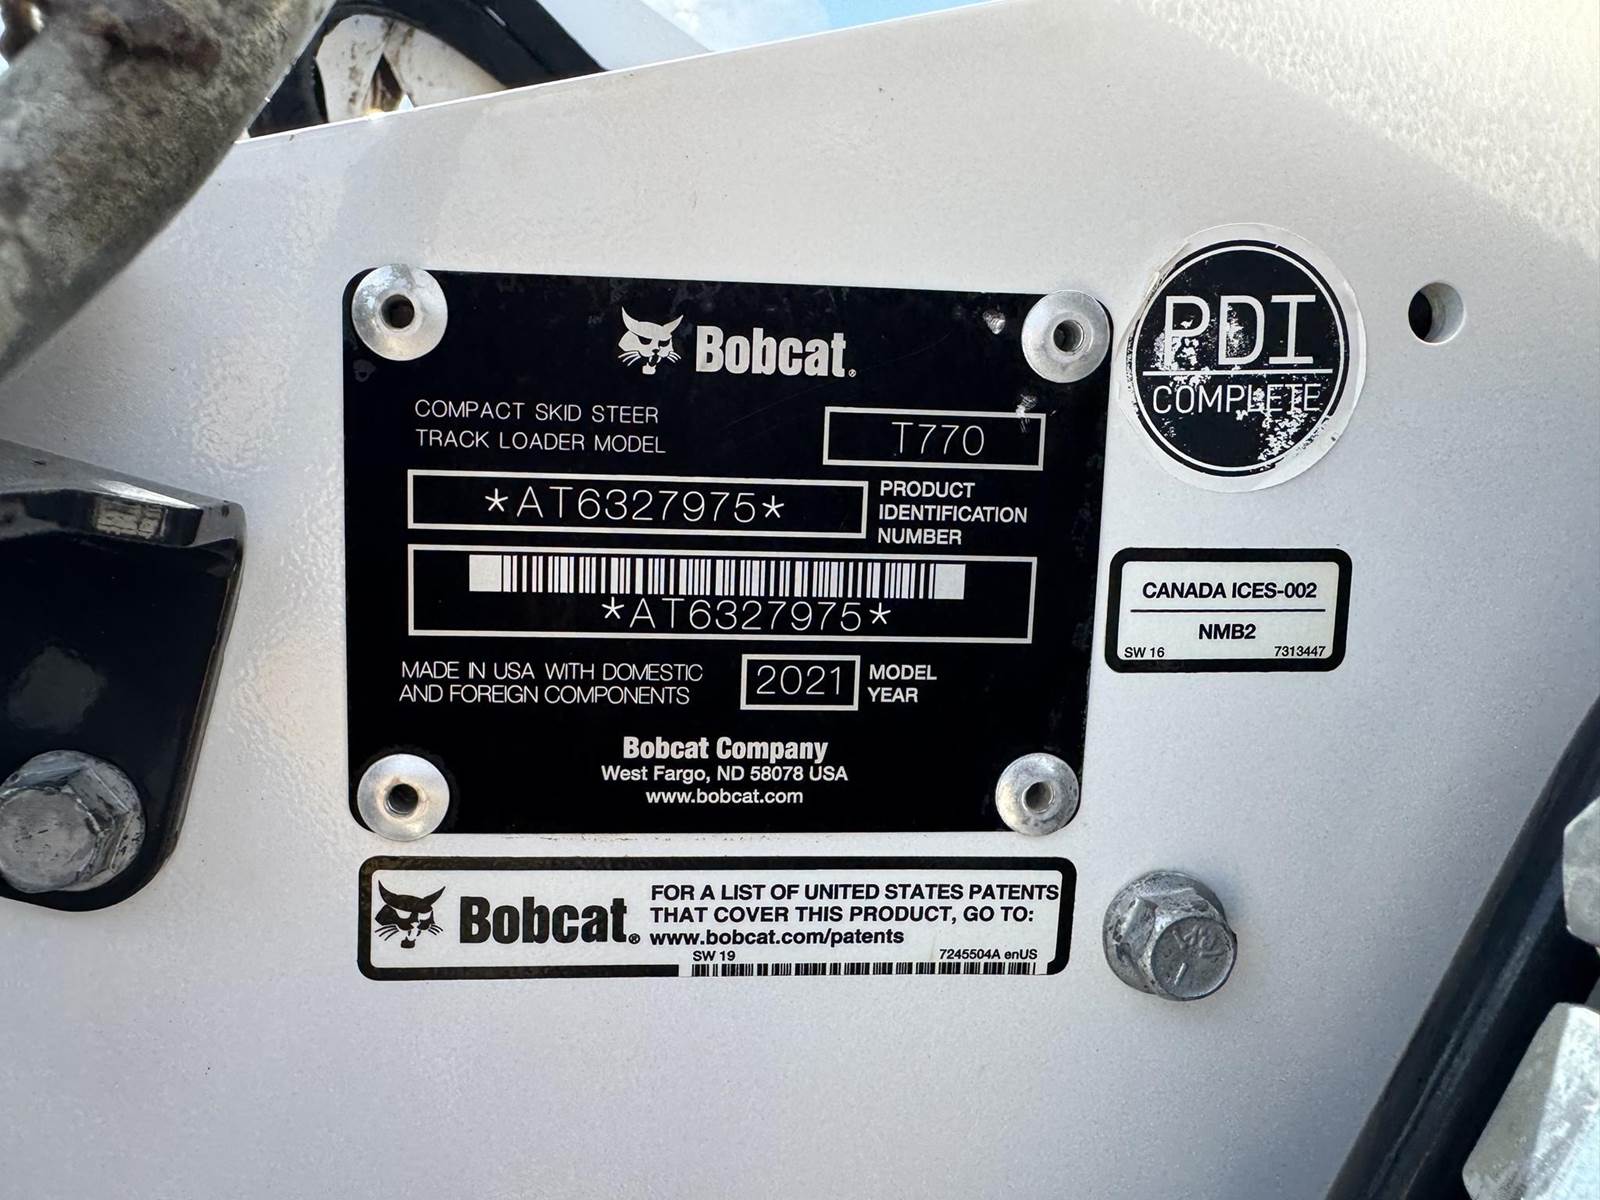 Bobcat®
COMPACT SKID STEER
TRACK LOADER MODEL
T770
*AT6327975*
PRODUCT
IDENTIFICATION
NUMBER
*AT6327975*
MADE IN USA WITH DOMESTIC
AND FOREIGN COMPONENTS
2021
MODEL
YEAR
Bobcat Company
West Fargo, ND 58078 USA
www.bobcat.com
PDI
COMPLETE
CANADA ICES-002
NMB2
SW 16 7313447
Bobcat®
FOR A LIST OF UNITED STATES PATENTS
THAT COVER THIS PRODUCT, GO TO:
www.bobcat.com/patents
SW 19 7245504A enUS